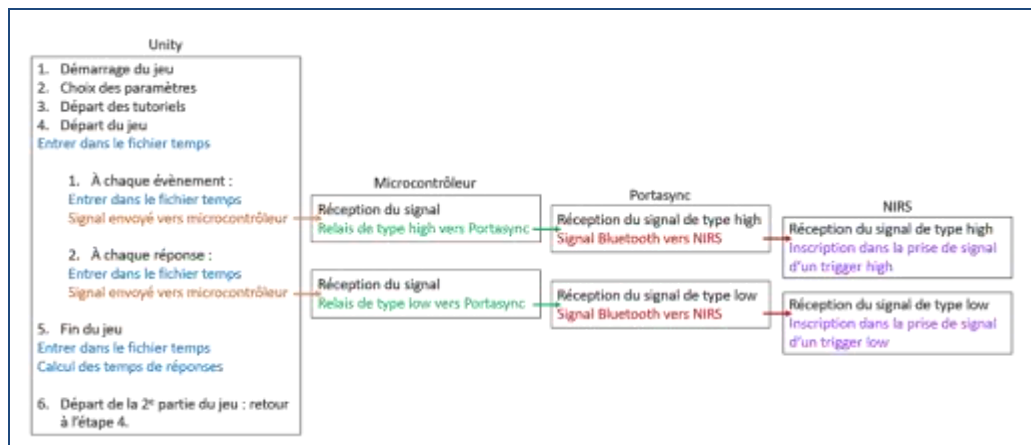 Unity
1. Démarrage du jeu
2. Choix des paramètres
3. Départ des tutoriels
4. Départ du jeu
Entrer dans le fichier temps
1. À chaque évènement :
Entrer dans le fichier temps
Signal envoyé vers microcontrôleur
2. À chaque réponse :
Entrer dans le fichier temps
Signal envoyé vers microcontrôleur
5. Fin du jeu
Entrer dans le fichier temps
Calcul des temps de réponses
6. Départ de la 2e partie du jeu : retour
à l'étape 4.
Microcontrôleur
Réception du signal
Relais de type high vers Portasync
Réception du signal
Relais de type low vers Portasync
Portasync
Réception du signal de type high
Signal Bluetooth vers NIRS
Réception du signal de type low
Signal Bluetooth vers NIRS
NIRS
Réception du signal de type high
Inscription dans la prise de signal
d'un trigger high
Réception du signal de type low
Inscription dans la prise de signal
d'un trigger low